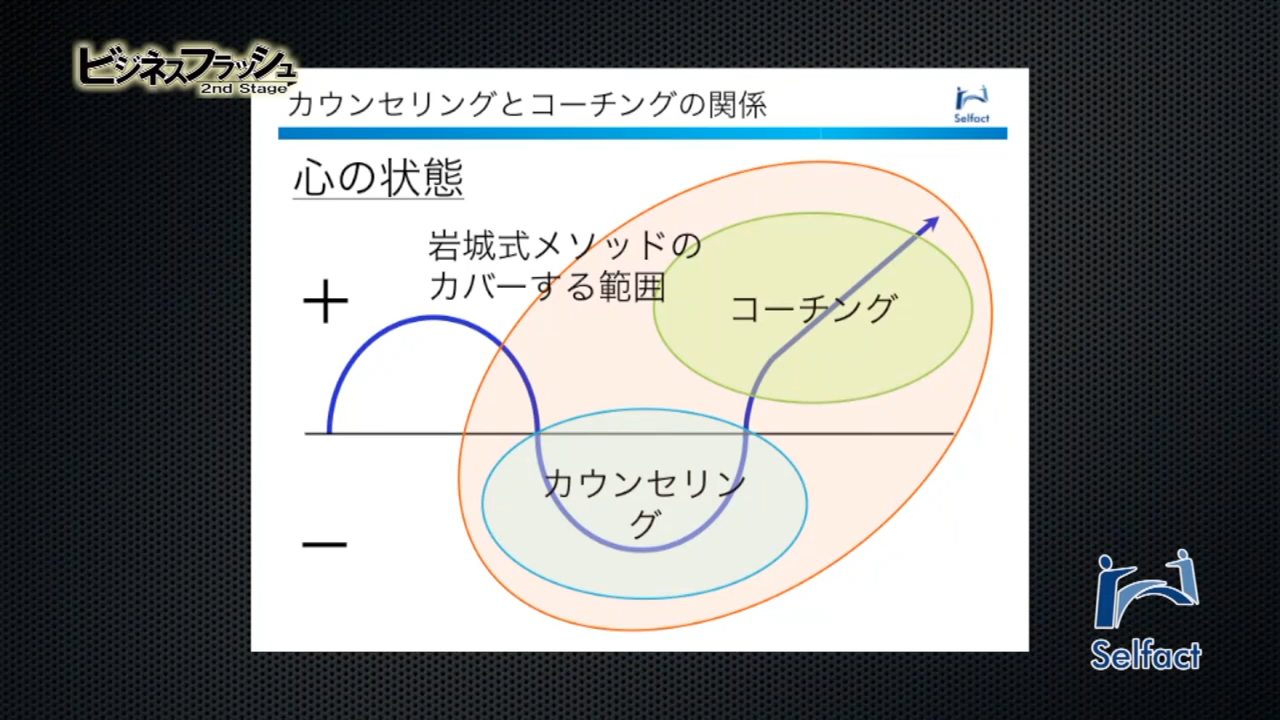 ビジネスフラッシュ
2nd Stage
カウンセリングとコーチングの関係
Selfact
心の状態
岩城式メソッドの
カバーする範囲
＋
コーチング
カウンセリン
グ
－
Selfact